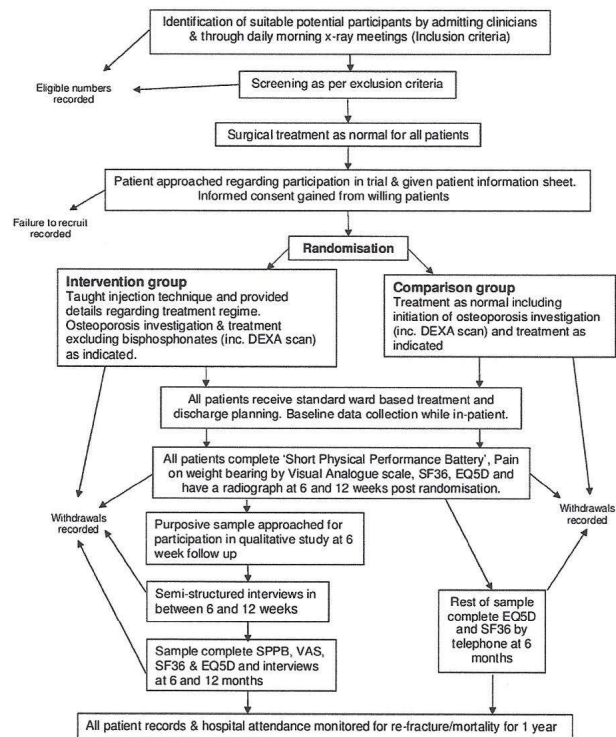 Identification of suitable potential participants by admitting clinicians
& through daily morning x-ray meetings (Inclusion criteria)
Eligible numbers
recorded
Screening as per exclusion criteria
Surgical treatment as normal for all patients
Patient approached regarding participation in trial & given patient information sheet.
Informed consent gained from willing patients
Failure to recruit
recorded
Randomisation
Intervention group
Taught injection technique and provided
details regarding treatment regime.
Osteoporosis investigation & treatment
excluding bisphosphonates (inc. DEXA scan)
as indicated.
Comparison group
Treatment as normal including
initiation of osteoporosis investigation
(inc. DEXA scan) and treatment as
indicated
All patients receive standard ward based treatment and
discharge planning. Baseline data collection while in-patient.
All patients complete ‘Short Physical Performance Battery’, Pain
on weight bearing by Visual Analogue scale, SF36, EQ5D and
have a radiograph at 6 and 12 weeks post randomisation.
Withdrawals
recorded
Withdrawals
recorded
Purposive sample approached for
participation in qualitative study at 6
week follow up
Semi-structured interviews in
between 6 and 12 weeks
Sample complete SPPB, VAS,
SF36 & EQ5D and interviews
at 6 and 12 months
Rest of sample
complete EQ5D
and SF36 by
telephone at 6
months
All patient records & hospital attendance monitored for re-fracture/mortality for 1 year